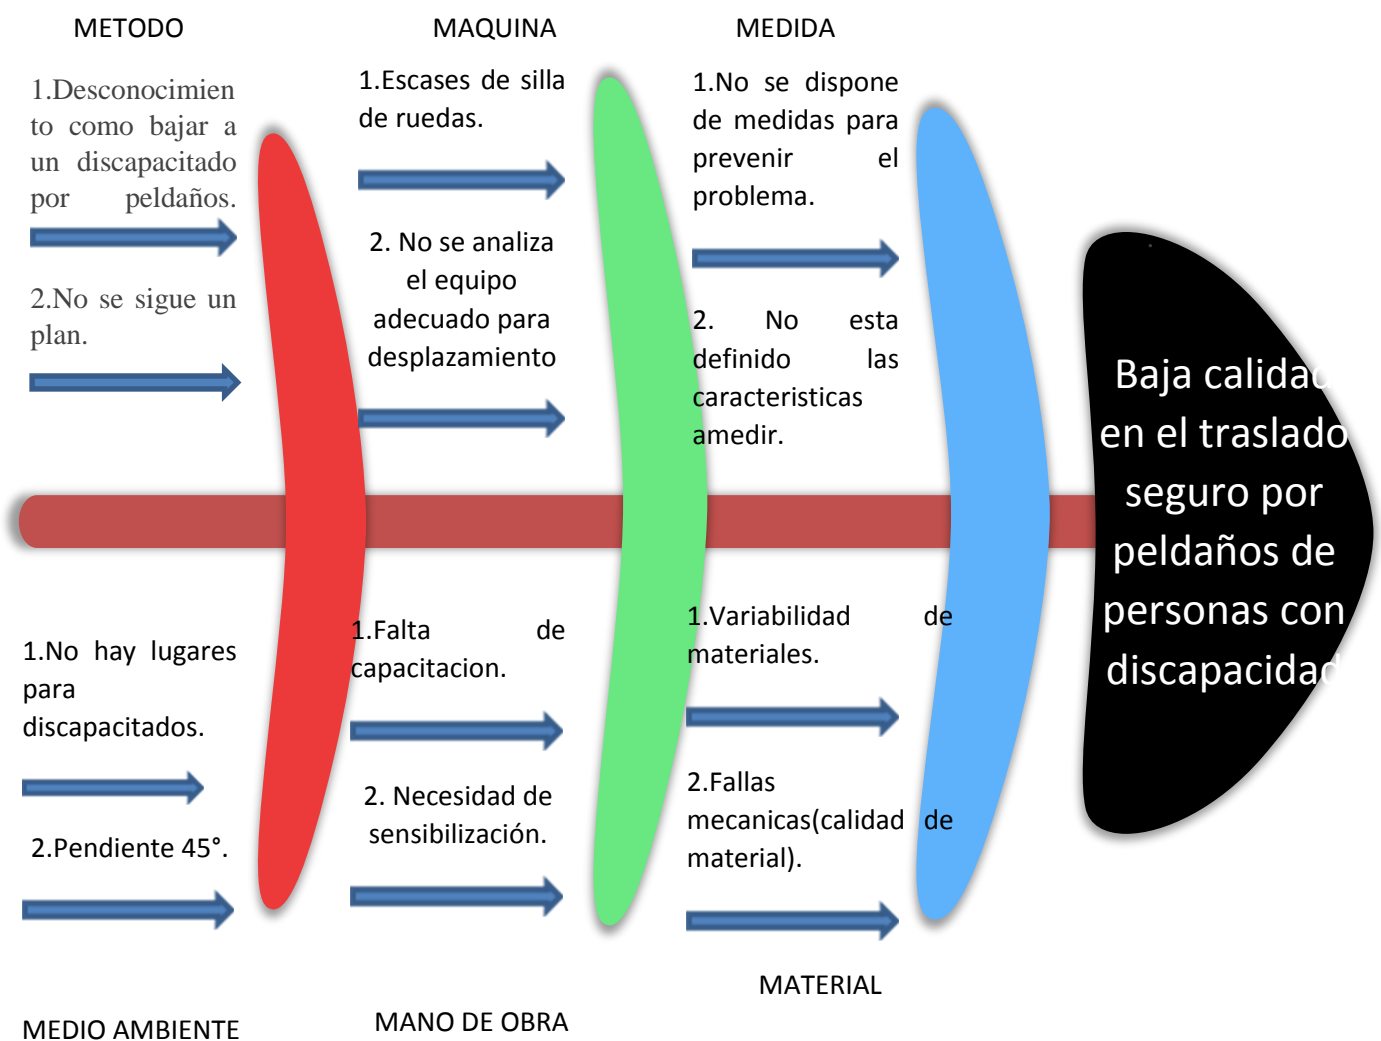 METODO
1.Desconocimien
to como bajar a
un discapacitado
por peldaños.
2.No se sigue un
plan.
MAQUINA
1.Escases de silla
de ruedas.
2. No se analiza
el equipo
adecuado para
desplazamiento
MEDIDA
1.No se dispone
de medidas para
prevenir el
problema.
2. No esta
definido las
caracteristicas
amedir.
Baja calidad
en el traslado
seguro por
peldaños de
personas con
discapacidad
1.No hay lugares
para
discapacitados.
2.Pendiente 45°.
MEDIO AMBIENTE
1.Falta de
capacitacion.
2. Necesidad de
sensibilización.
MANO DE OBRA
1.Variabilidad de
materiales.
2.Fallas
mecanicas(calidad de
material).
MATERIAL